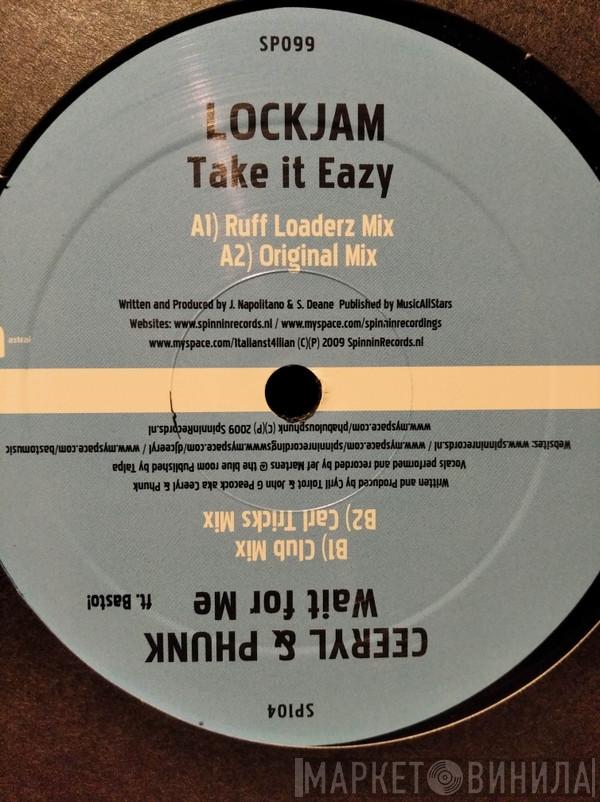 SP099
LOCKJAM
Take it Eazy
A1) Ruff Loaderz Mix
A2) Original Mix
Written and Produced by J. Napolitano & S. Deane Published by MusicAllStars
Websites: www.spinninrecords.nl / www.myspace.com/spinninrecordings
www.myspace.com/1talianst4llian (C)(P) 2009 SpinninRecords.nl
SP104
CEERYL & PHUNK
Wait for Me ft. Basto!
B1) Club Mix
B2) Carl Tricks Mix
Written and Produced by Cyril Toirot & John G Peacock aka Ceeryl & Phunk
Vocals performed and recorded by Jef Martens @ the blue room Published by Talpa
Websites: www.spinninrecords.nl / www.myspace.com/spinninrecordingswww.myspace.com/djceeryl / www.myspace.com/bastomusic
www.myspace.com/phabulousphunk (C)(P) 2009 SpinninRecords.nl
МАРКЕТ ВИНИЛА